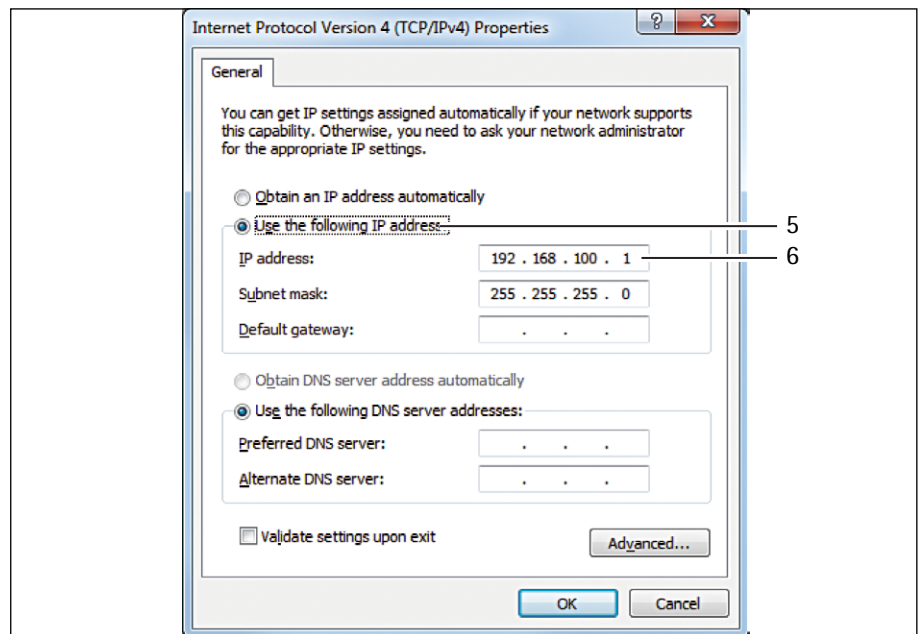 Internet Protocol Version 4 (TCP/IPv4) Properties
? X
General
You can get IP settings assigned automatically if your network supports
this capability. Otherwise, you need to ask your network administrator
for the appropriate IP settings.
Obtain an IP address automatically
Use the following IP address: 5
IP address: 192 . 168 . 100 . 1 6
Subnet mask: 255 . 255 . 255 . 0
Default gateway: . . .
Obtain DNS server address automatically
Use the following DNS server addresses:
Preferred DNS server: . . .
Alternate DNS server: . . .
Validate settings upon exit
Advanced...
OK Cancel